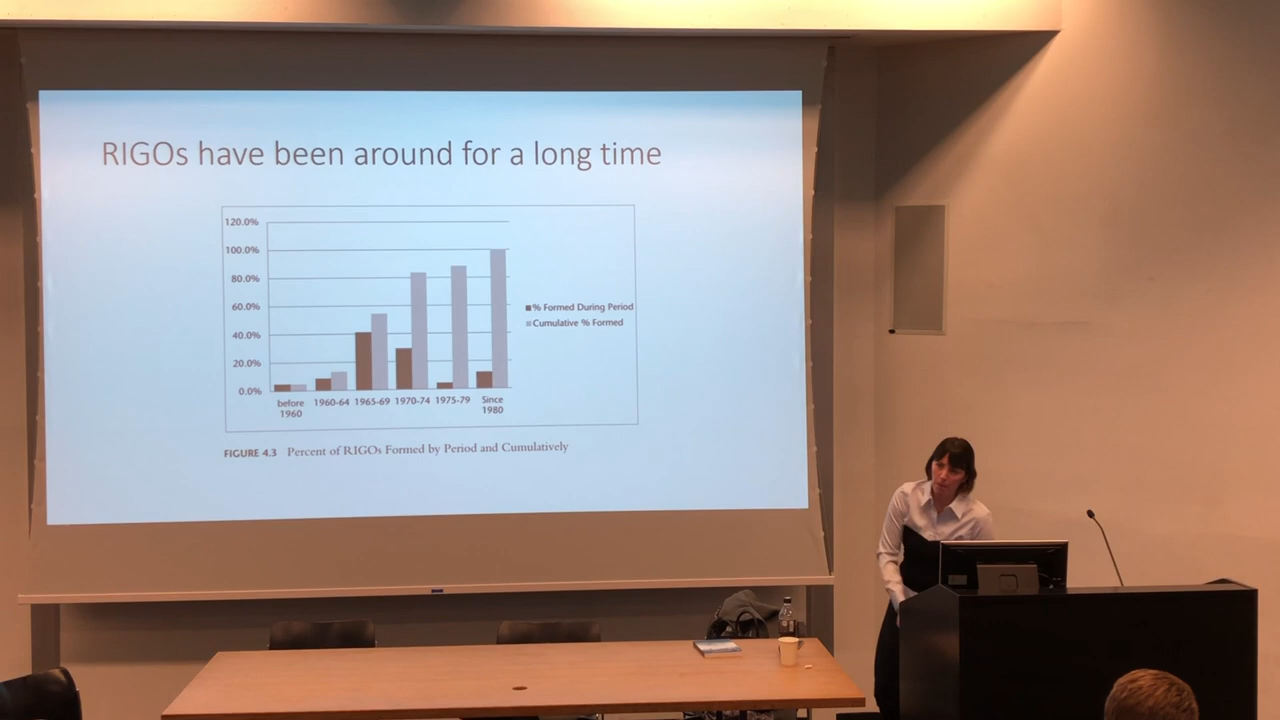 RIGOs have been around for a long time
120.0%
100.0%
80.0%
60.0%
40.0%
20.0%
0.0%
before 1960
1960-64
1965-69
1970-74
1975-79
Since 1980
% Formed During Period
Cumulative % Formed
FIGURE 4.3 Percent of RIGOs Formed by Period and Cumulatively